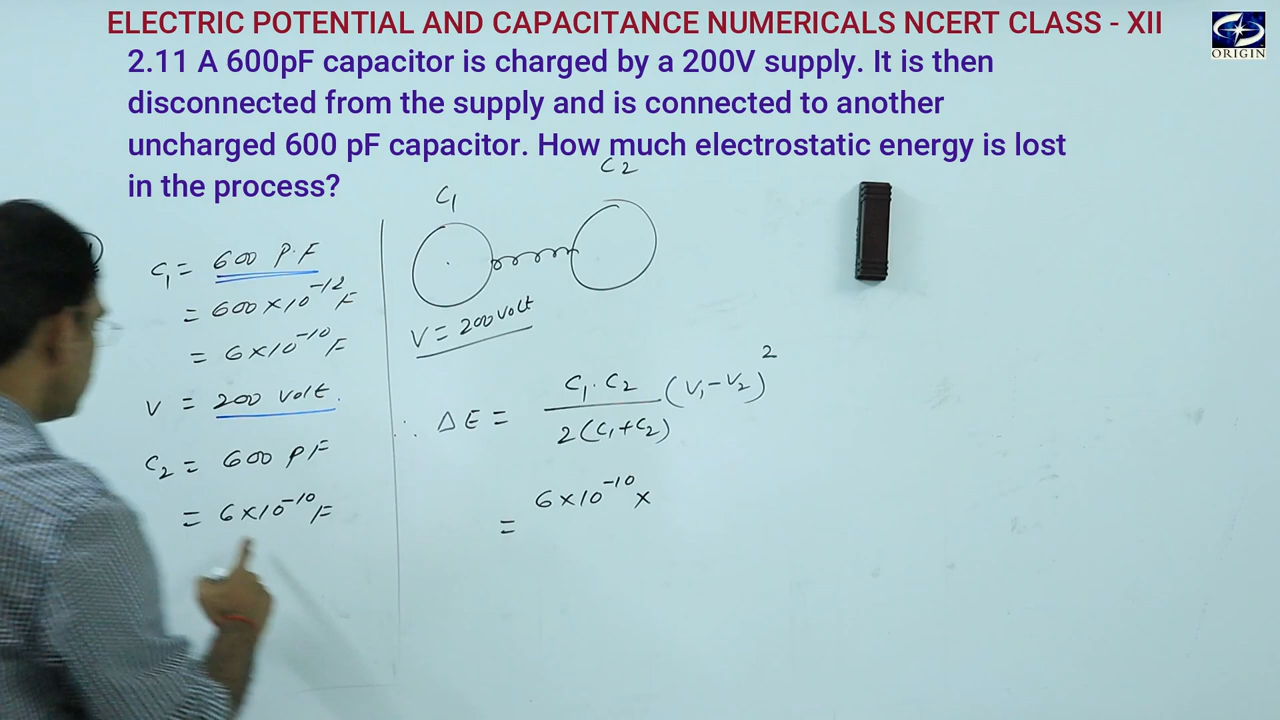 ELECTRIC POTENTIAL AND CAPACITANCE NUMERICALS NCERT CLASS - XII
ORIGIN
2.11 A 600pF capacitor is charged by a 200V supply. It is then
disconnected from the supply and is connected to another
uncharged 600 pF capacitor. How much electrostatic energy is lost
in the process?
C₁ = 600 P.F
= 600×10⁻¹² F
= 6×10⁻¹⁰ F
V = 200 volt.
C₂ = 600 PF
= 6×10⁻¹⁰ F
C₁
C₂
V = 200 volt
∴ ΔE = C₁·C₂ / 2(C₁+C₂) (V₁-V₂)²
= 6×10⁻¹⁰ ×